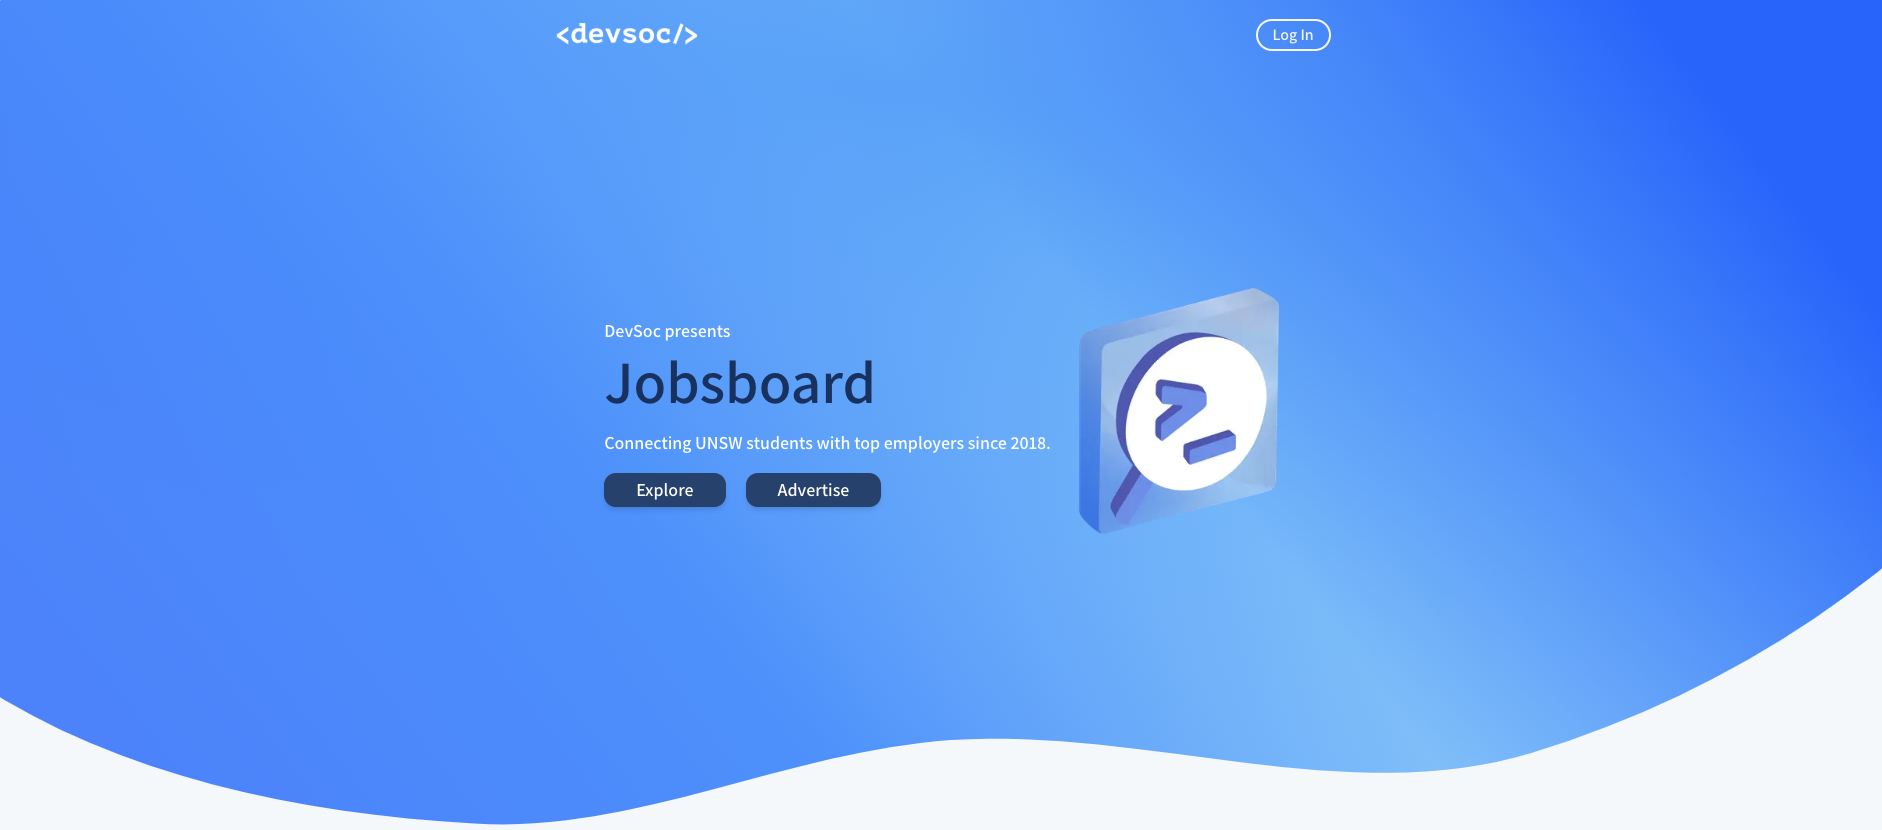 <devsoc/>
Log In
DevSoc presents
Jobsboard
Connecting UNSW students with top employers since 2018.
Explore
Advertise
>_